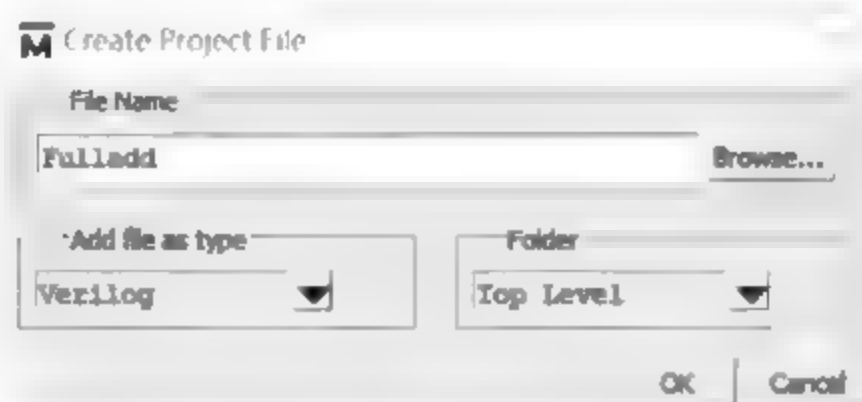 Create Project File
File Name
Fulladd
Browse...
Add file as type
Folder
Verilog
Top Level
OK
Cancel